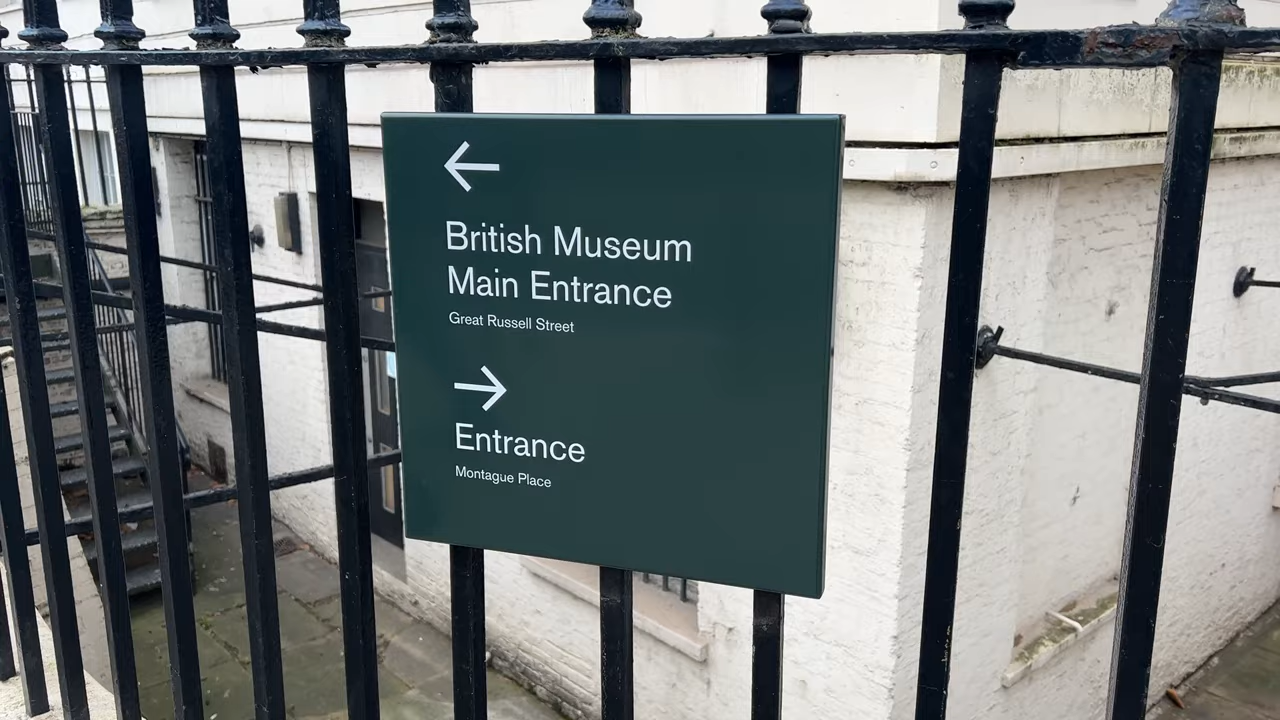 British Museum
Main Entrance
Great Russell Street
Entrance
Montague Place